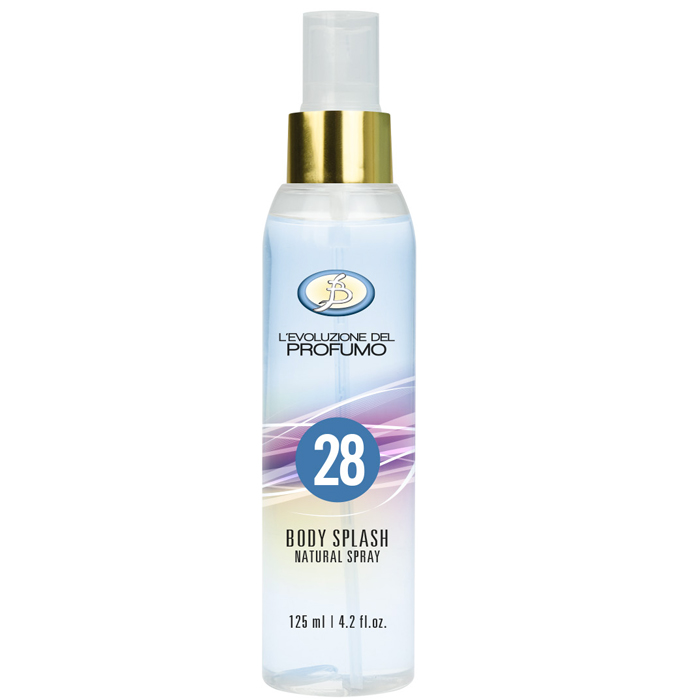 L'EVOLUZIONE DEL
PROFUMO
28
BODY SPLASH
NATURAL SPRAY
125 ml | 4.2 fl.oz.